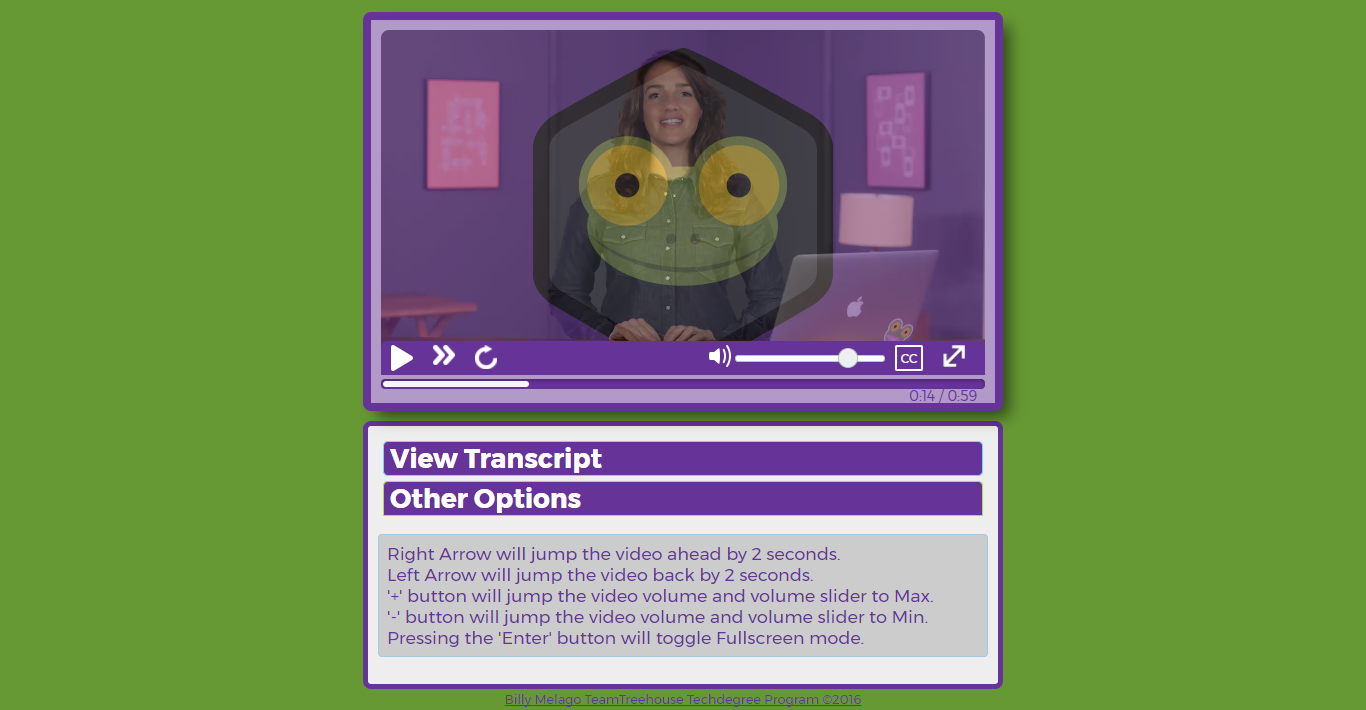 CC
0:14 / 0:59
View Transcript
Other Options
Right Arrow will jump the video ahead by 2 seconds.
Left Arrow will jump the video back by 2 seconds.
'+' button will jump the video volume and volume slider to Max.
'-' button will jump the video volume and volume slider to Min.
Pressing the 'Enter' button will toggle Fullscreen mode.
Billy Melago TeamTreehouse Techdegree Program ©2016